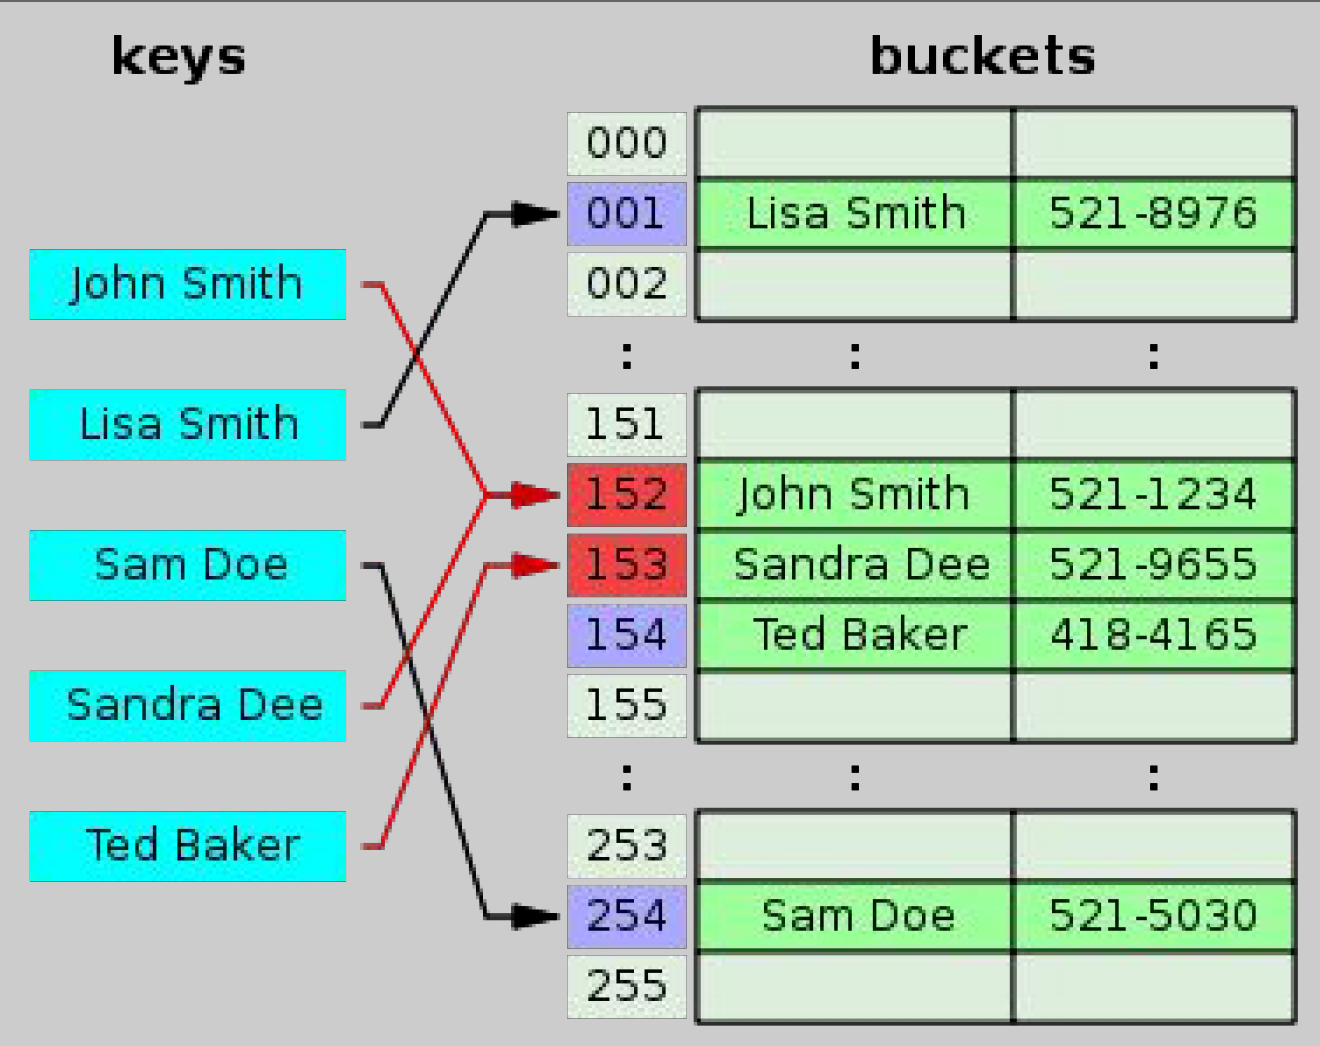 keys
buckets
John Smith
Lisa Smith
Sam Doe
Sandra Dee
Ted Baker
000
001 Lisa Smith 521-8976
002
: : :
151
152 John Smith 521-1234
153 Sandra Dee 521-9655
154 Ted Baker 418-4165
155
: : :
253
254 Sam Doe 521-5030
255